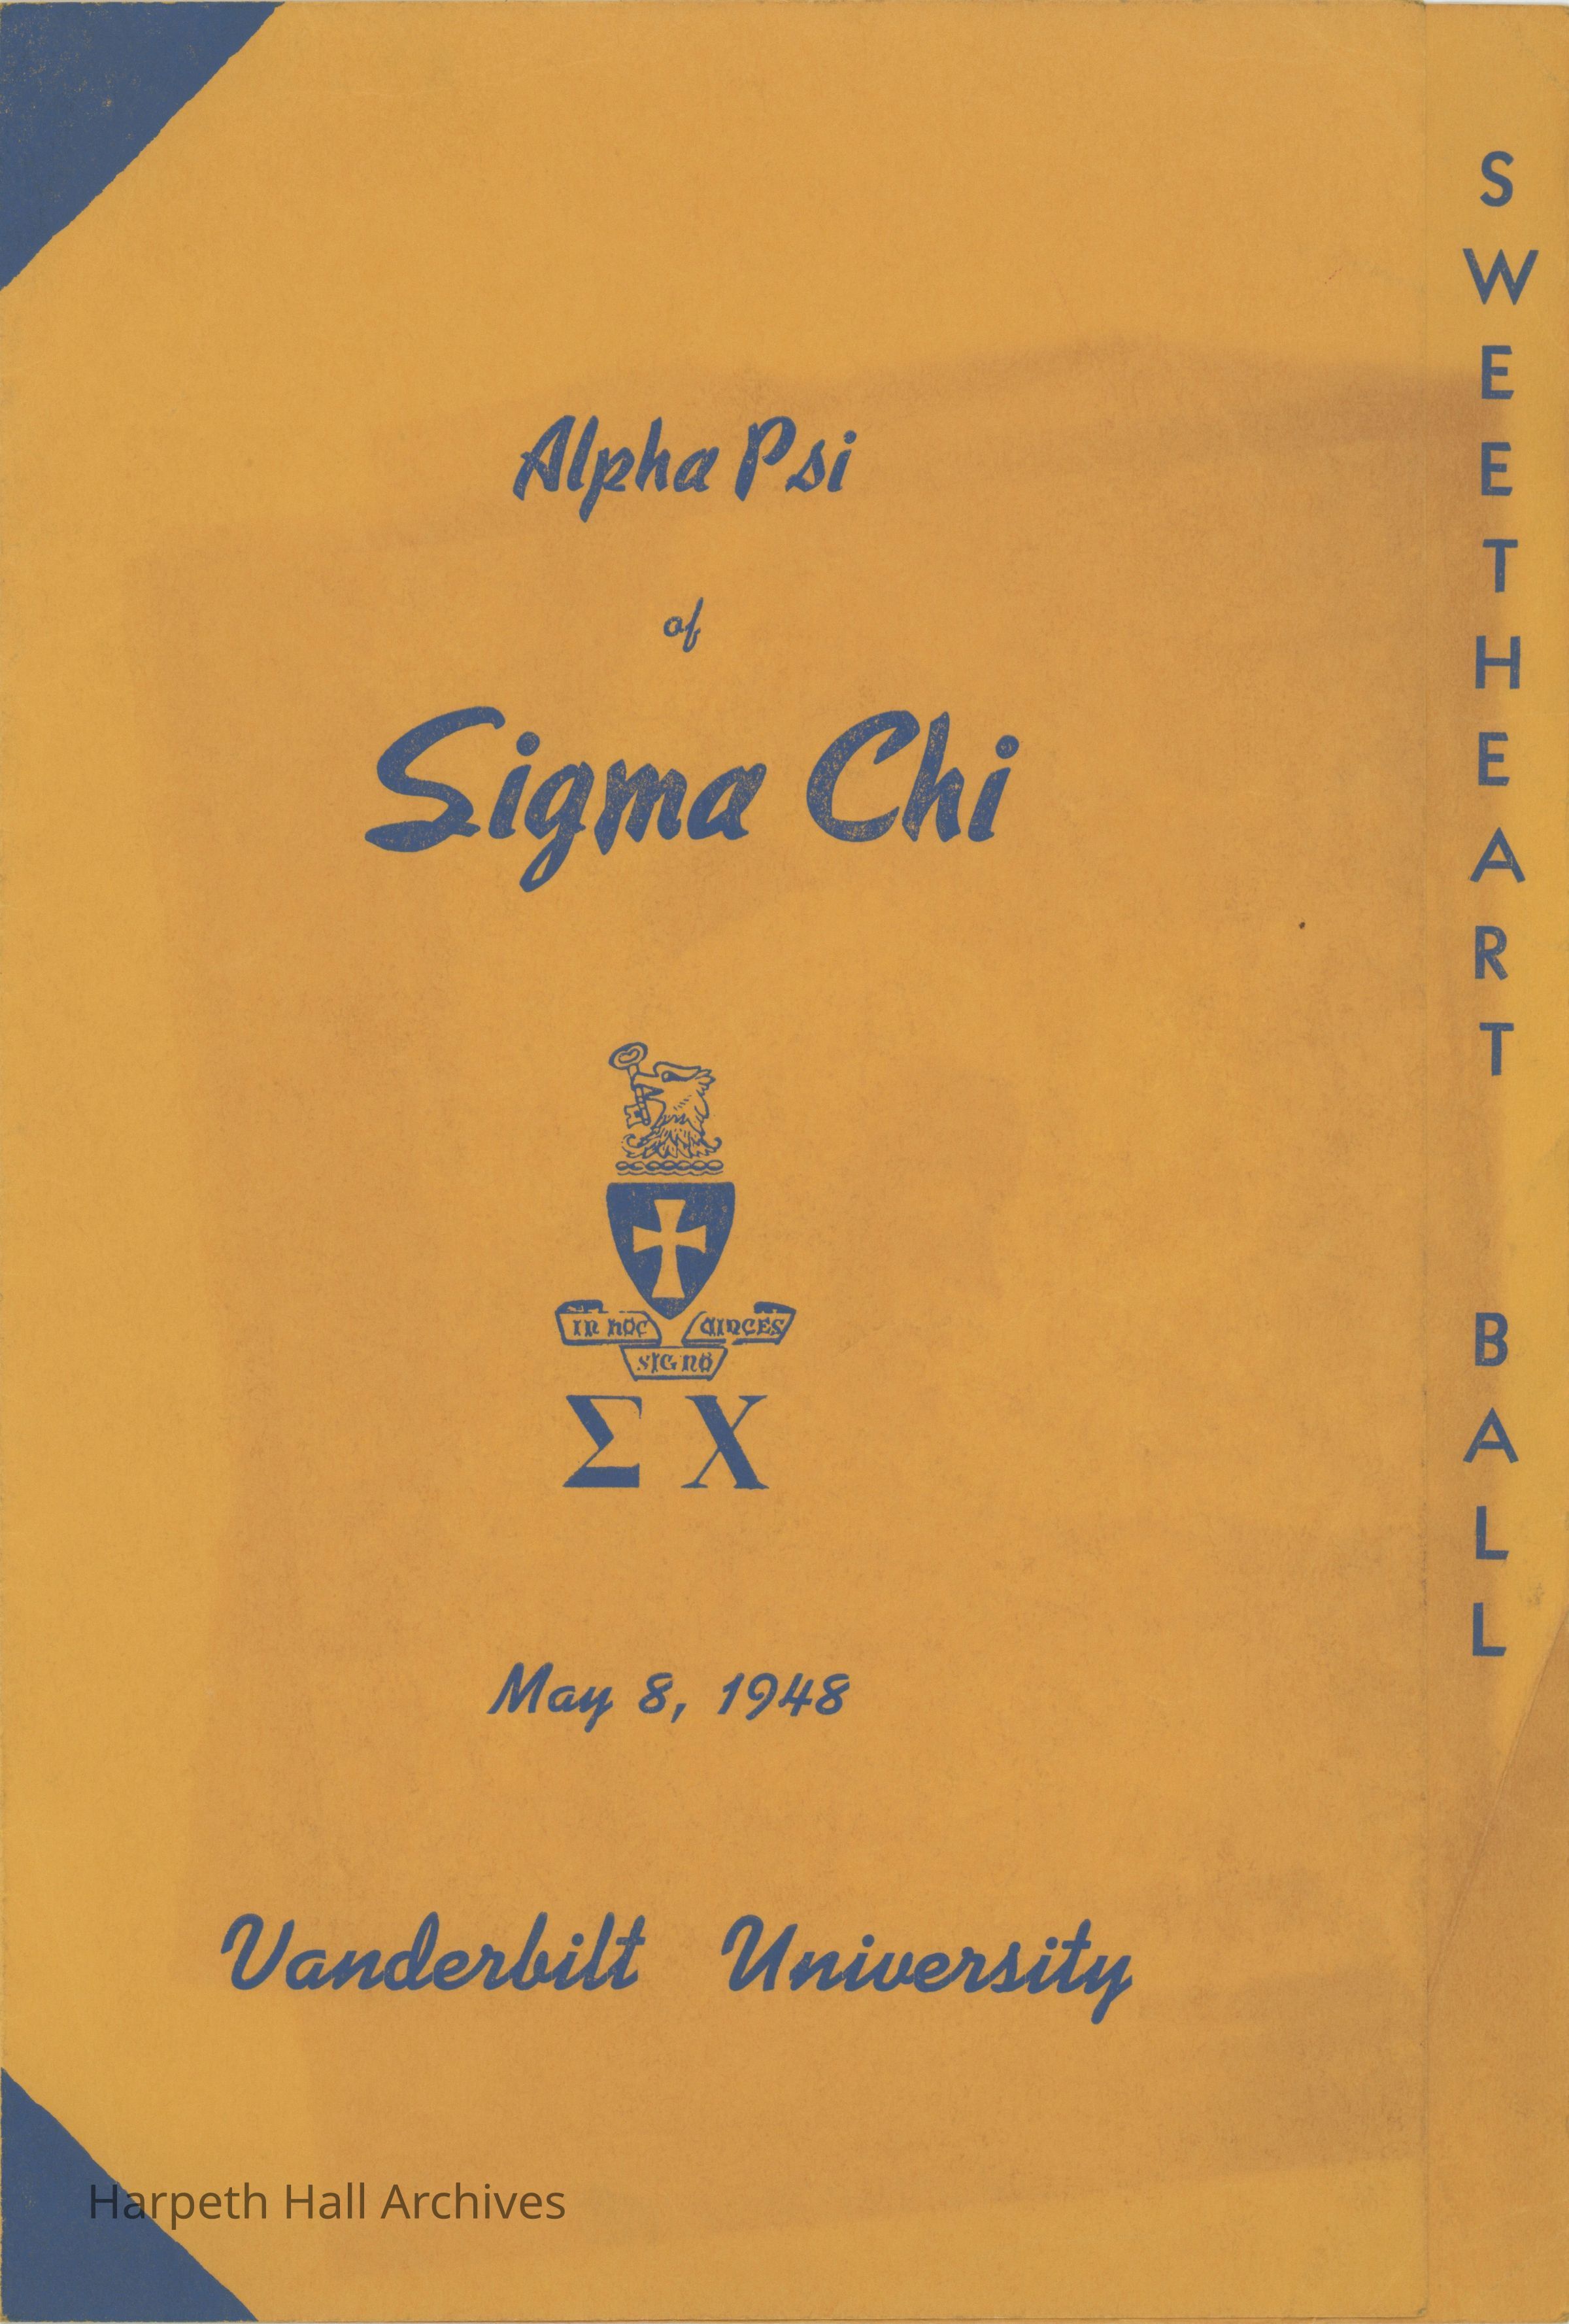 Alpha Psi
of
Sigma Chi
IN HOC
SIGNO
VINCES
Σ Χ
May 8, 1948
Vanderbilt University
SWEETHEART BALL
Harpeth Hall Archives